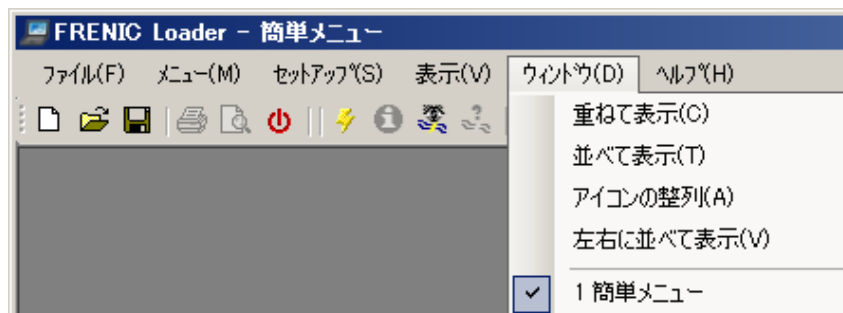 FRENIC Loader - 簡単メニュー
ファイル(F) メニュー(M) セットアップ(S) 表示(V) ウィンドウ(D) ヘルプ(H)
重ねて表示(C)
並べて表示(T)
アイコンの整列(A)
左右に並べて表示(V)
1 簡単メニュー